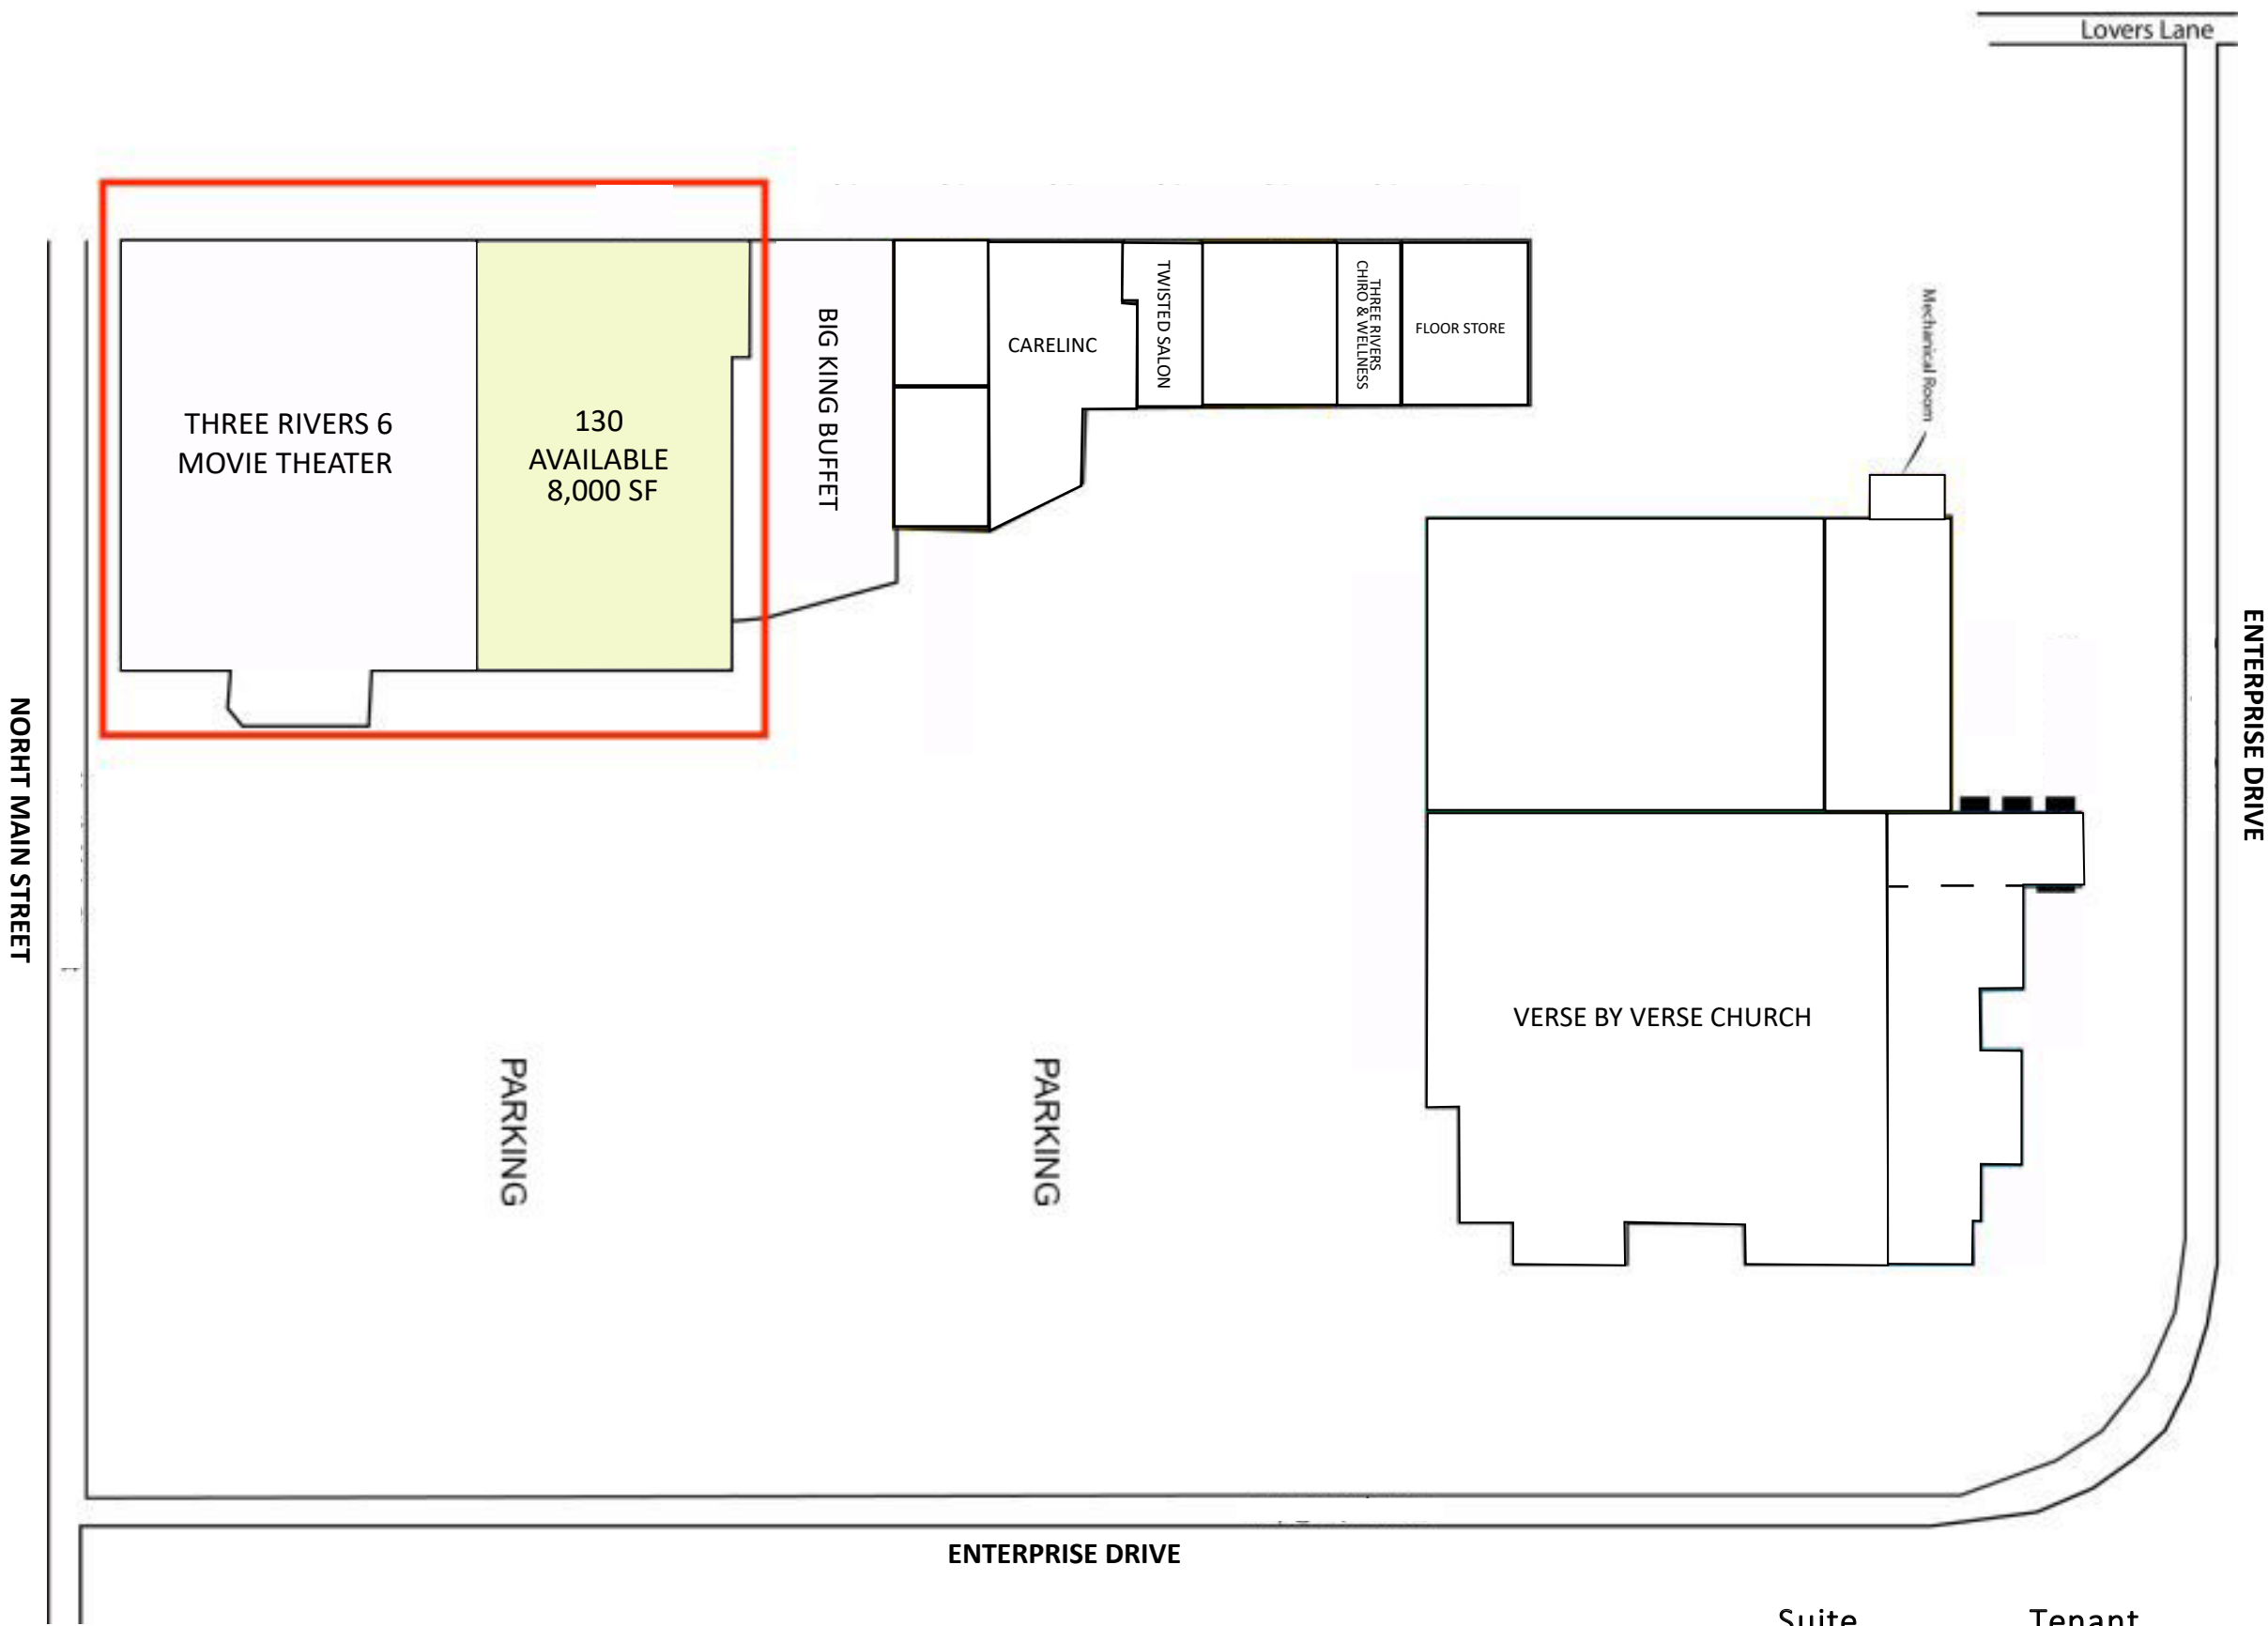 Lovers Lane
THREE RIVERS 6
MOVIE THEATER
130
AVAILABLE
8,000 SF
BIG KING BUFFET
CARELINC
TWISTED SALON
THREE RIVERS
CHIRO & WELLNESS
FLOOR STORE
Mechanical Room
NORHT MAIN STREET
ENTERPRISE DRIVE
VERSE BY VERSE CHURCH
PARKING
PARKING
ENTERPRISE DRIVE
Suite Tenant